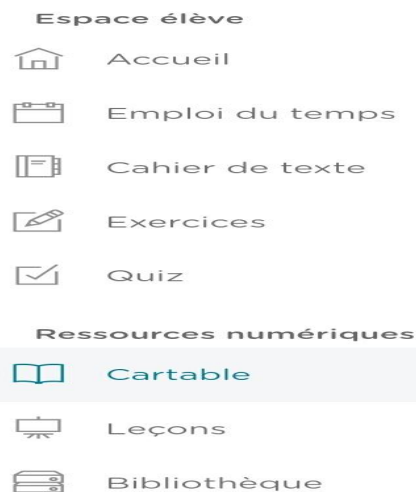 Espace élève
Accueil
Emploi du temps
Cahier de texte
Exercices
Quiz
Ressources numériques
Cartable
Leçons
Bibliothèque